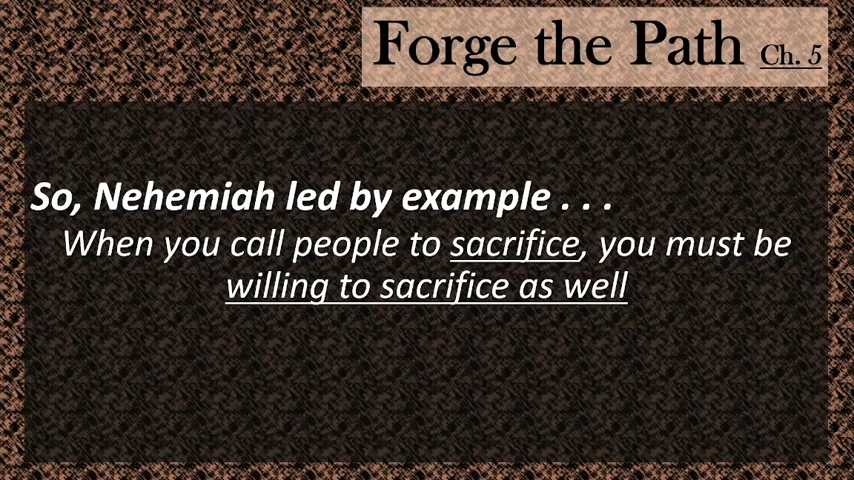 Forge the Path Ch. 5
So, Nehemiah led by example . . .
When you call people to sacrifice, you must be
willing to sacrifice as well